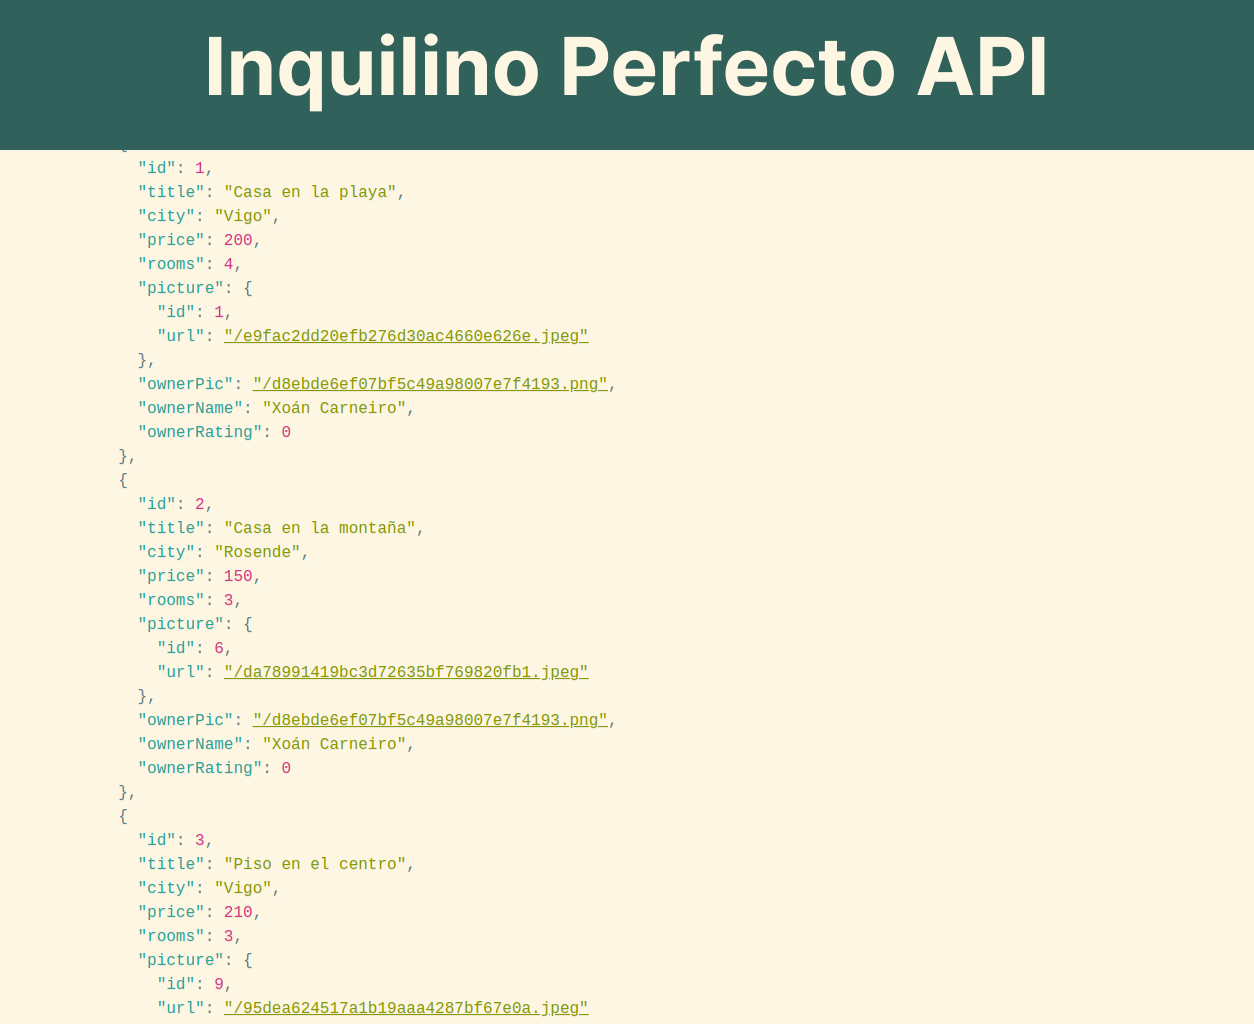 Inquilino Perfecto API
{
"id": 1,
"title": "Casa en la playa",
"city": "Vigo",
"price": 200,
"rooms": 4,
"picture": {
"id": 1,
"url": "/e9fac2dd20efb276d30ac4660e626e.jpeg"
},
"ownerPic": "/d8ebde6ef07bf5c49a98007e7f4193.png",
"ownerName": "Xoán Carneiro",
"ownerRating": 0
},
{
"id": 2,
"title": "Casa en la montaña",
"city": "Rosende",
"price": 150,
"rooms": 3,
"picture": {
"id": 6,
"url": "/da78991419bc3d72635bf769820fb1.jpeg"
},
"ownerPic": "/d8ebde6ef07bf5c49a98007e7f4193.png",
"ownerName": "Xoán Carneiro",
"ownerRating": 0
},
{
"id": 3,
"title": "Piso en el centro",
"city": "Vigo",
"price": 210,
"rooms": 3,
"picture": {
"id": 9,
"url": "/95dea624517a1b19aaa4287bf67e0a.jpeg"